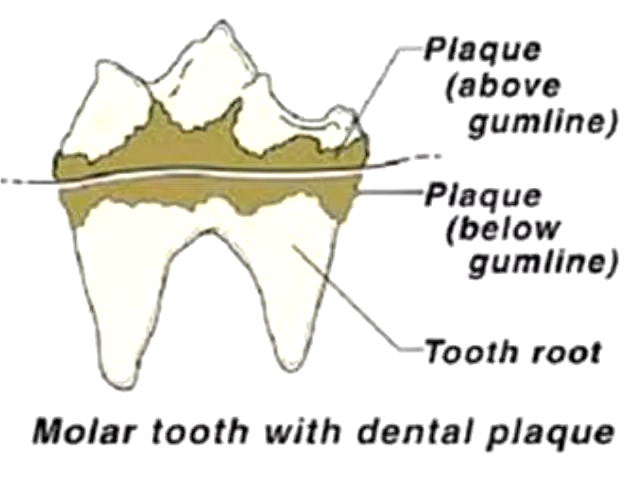 Plaque
(above
gumline)
Plaque
(below
gumline)
Tooth root
Molar tooth with dental plaque